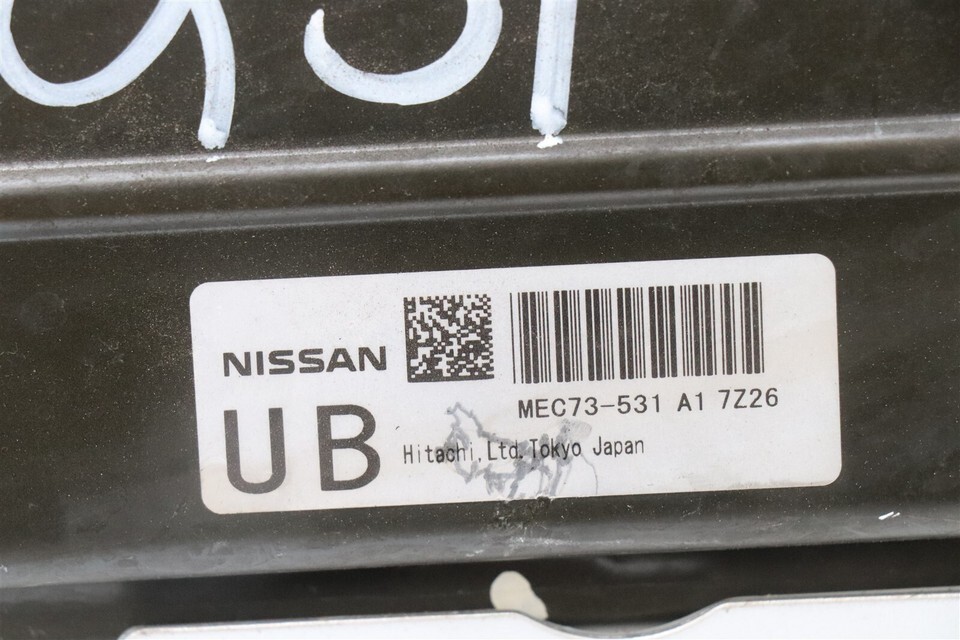 NISSAN
MEC73-531 A1 7Z26
UB
Hitachi,Ltd.Tokyo Japan